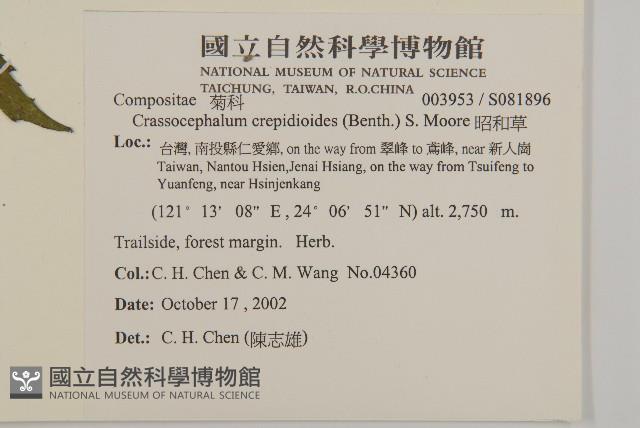 國立自然科學博物館
NATIONAL MUSEUM OF NATURAL SCIENCE
TAICHUNG, TAIWAN, R.O.CHINA
Compositae 菊科 003953 / S081896
Crassocephalum crepidioides (Benth.) S. Moore 昭和草
Loc.: 台灣, 南投縣仁愛鄉, on the way from 翠峰 to 鳶峰, near 新人崗
Taiwan, Nantou Hsien,Jenai Hsiang, on the way from Tsuifeng to
Yuanfeng, near Hsinjenkang
(121° 13' 08" E , 24° 06' 51" N) alt. 2,750 m.
Trailside, forest margin. Herb.
Col.: C. H. Chen & C. M. Wang No.04360
Date: October 17 , 2002
Det.: C. H. Chen (陳志雄)
國立自然科學博物館
NATIONAL MUSEUM OF NATURAL SCIENCE